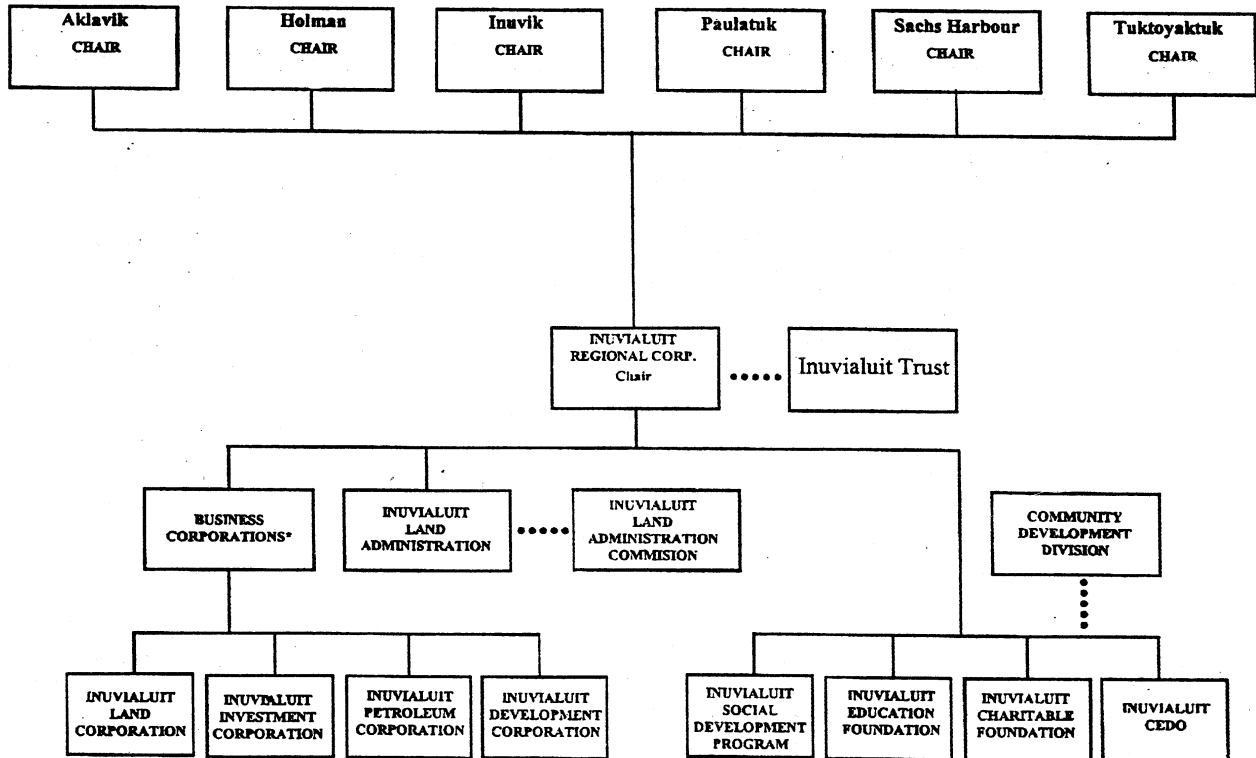 Aklavik
CHAIR
Holman
CHAIR
Inuvik
CHAIR
Paulatuk
CHAIR
Sachs Harbour
CHAIR
Tuktoyaktuk
CHAIR
INUVIALUIT
REGIONAL CORP.
Chair
Inuvialuit Trust
BUSINESS
CORPORATIONS*
INUVIALUIT
LAND
ADMINISTRATION
INUVIALUIT
LAND
ADMINISTRATION
COMMISION
COMMUNITY
DEVELOPMENT
DIVISION
INUVIALUIT
LAND
CORPORATION
INUVIALUIT
INVESTMENT
CORPORATION
INUVIALUIT
PETROLEUM
CORPORATION
INUVIALUIT
DEVELOPMENT
CORPORATION
INUVIALUIT
SOCIAL
DEVELOPMENT
PROGRAM
INUVIALUIT
EDUCATION
FOUNDATION
INUVIALUIT
CHARITABLE
FOUNDATION
INUVIALUIT
CEDO